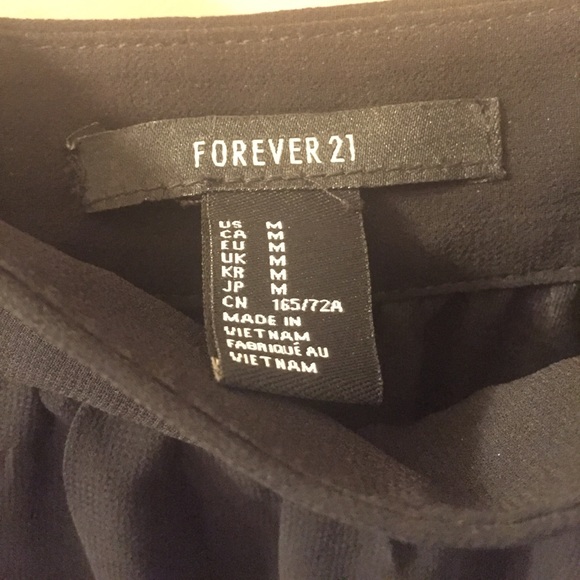 FOREVER 21
US M
CA M
EU M
UK M
KR M
JP M
CN 165/72A
MADE IN
VIETNAM
FABRIQUÉ AU
VIETNAM